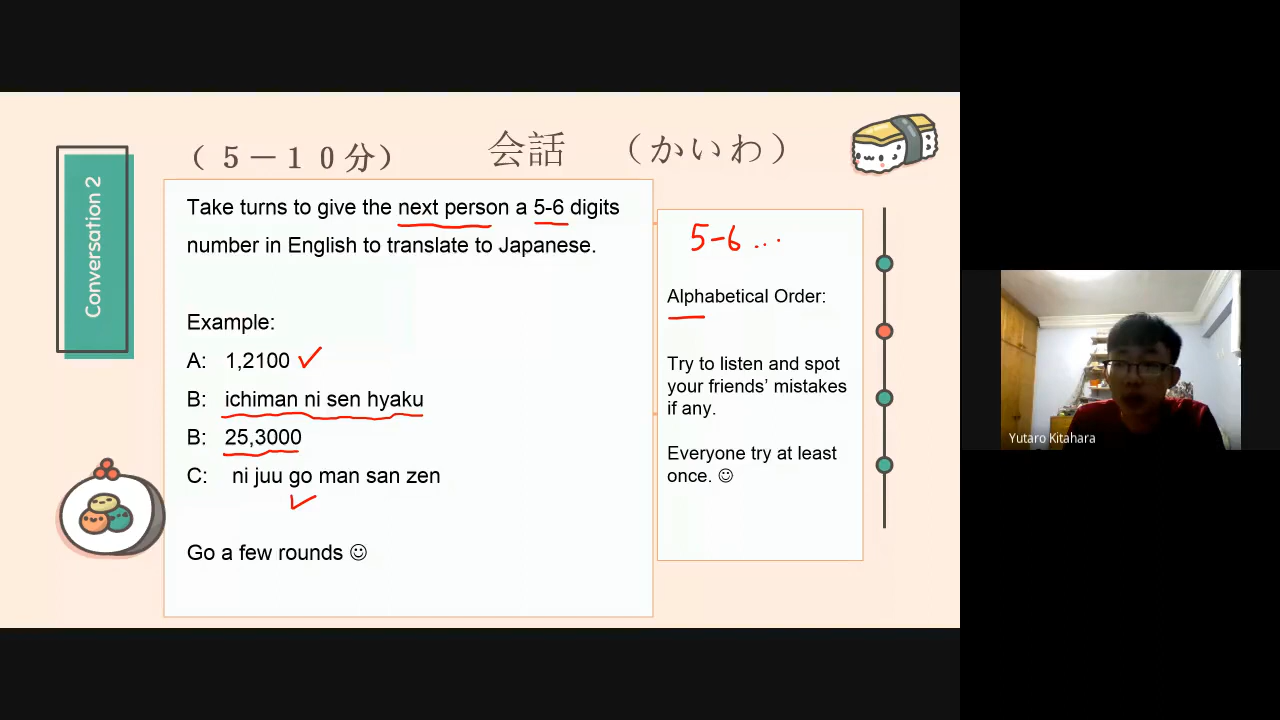 Conversation 2
(５－１０分)
会話 （かいわ）
Take turns to give the next person a 5-6 digits
number in English to translate to Japanese.
Example:
A: 1,2100
B: ichiman ni sen hyaku
B: 25,3000
C: ni juu go man san zen
Go a few rounds ☺
5-6 ...
Alphabetical Order:
Try to listen and spot
your friends’ mistakes
if any.
Everyone try at least
once. ☺
Yutaro Kitahara